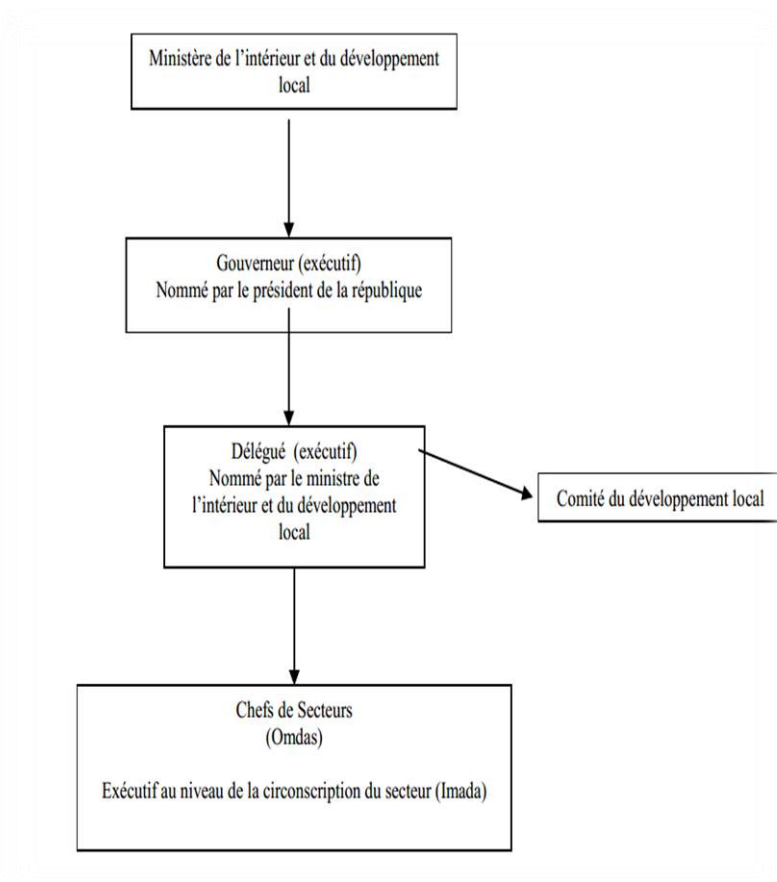 Ministère de l'intérieur et du développement
local
Gouverneur (exécutif)
Nommé par le président de la république
Délégué (exécutif)
Nommé par le ministre de
l'intérieur et du développement
local
Comité du développement local
Chefs de Secteurs
(Omdas)
Exécutif au niveau de la circonscription du secteur (Imada)